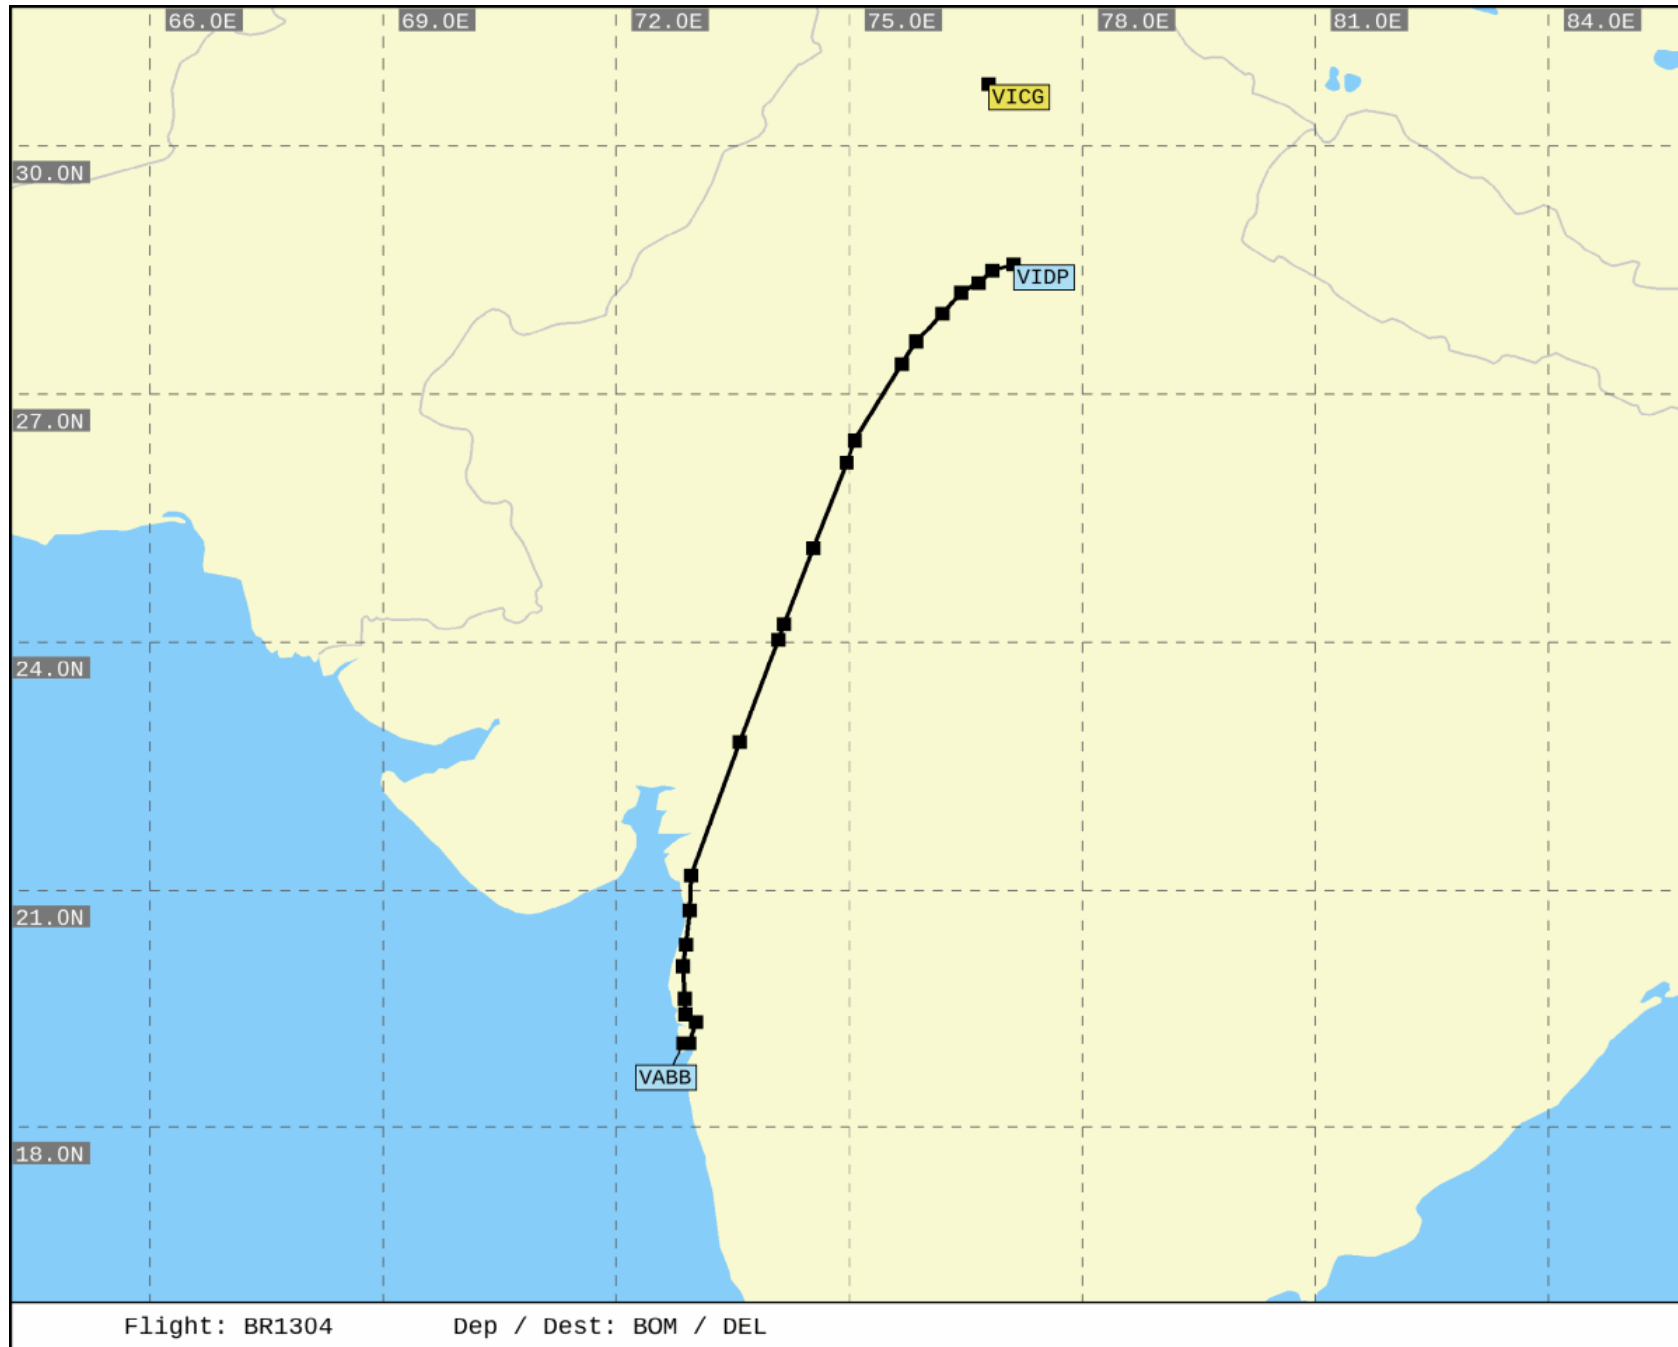 66.0E 69.0E 72.0E 75.0E 78.0E 81.0E 84.0E
VICG
30.0N
VIDP
27.0N
24.0N
21.0N
VABB
18.0N
Flight: BR1304 Dep / Dest: BOM / DEL